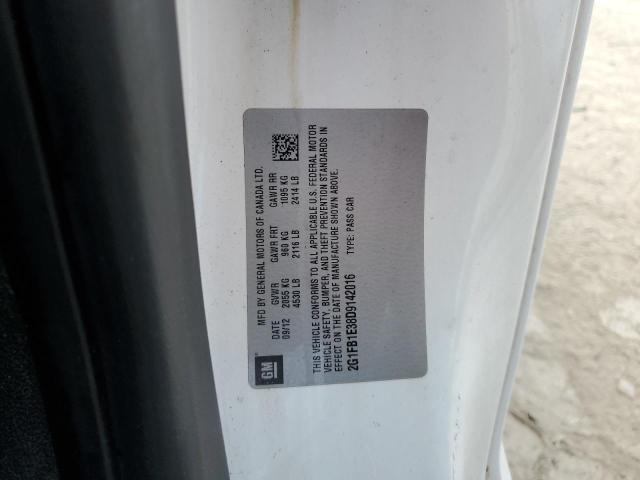 GM
MFD BY GENERAL MOTORS OF CANADA LTD.
DATE GVWR GAWR FRT GAWR RR
09/12 2055 KG 960 KG 1095 KG
4530 LB 2116 LB 2414 LB
THIS VEHICLE CONFORMS TO ALL APPLICABLE U.S. FEDERAL MOTOR
VEHICLE SAFETY, BUMPER, AND THEFT PREVENTION STANDARDS IN
EFFECT ON THE DATE OF MANUFACTURE SHOWN ABOVE.
2G1FB1E38D9142016 TYPE: PASS CAR